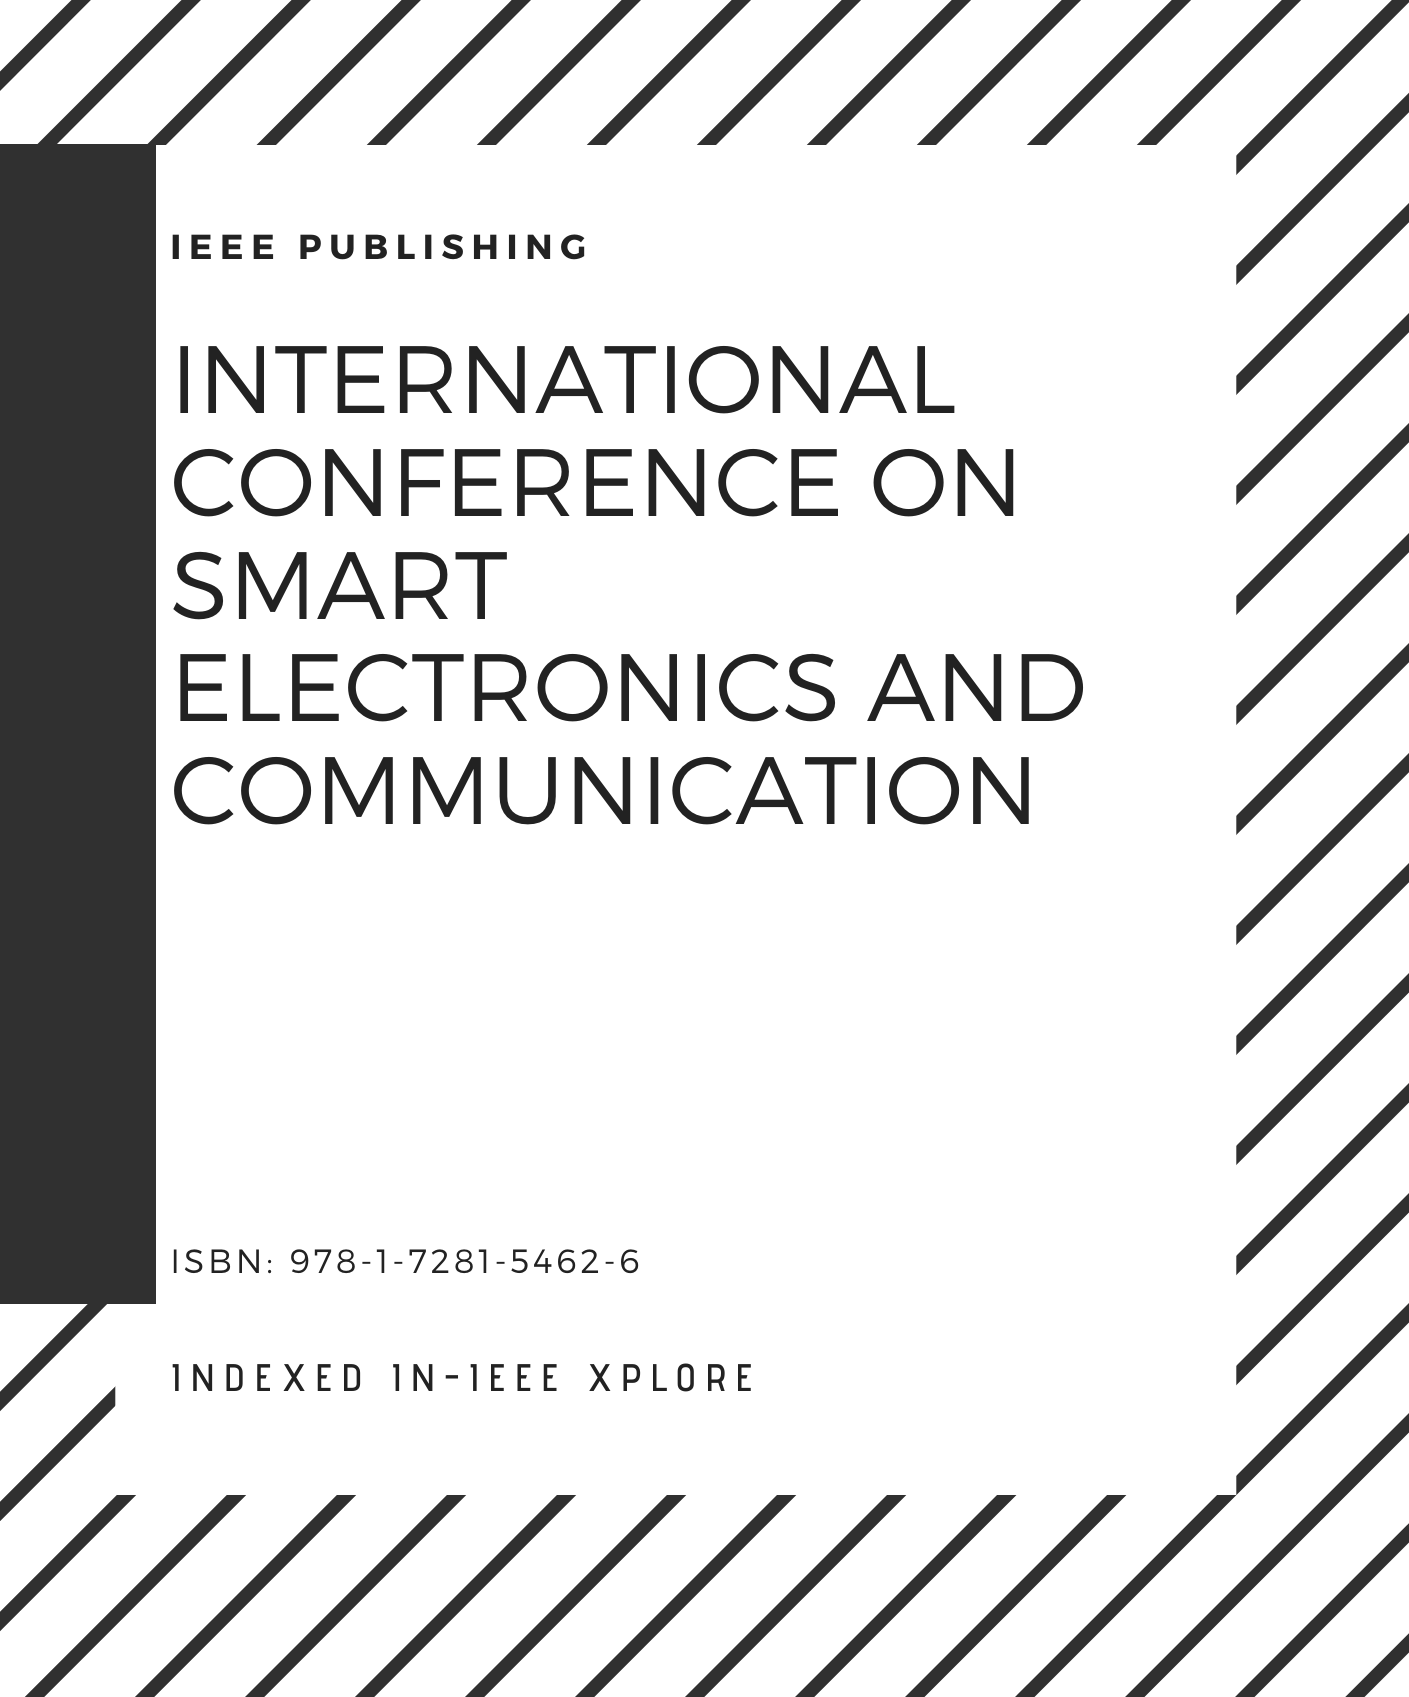 IEEE PUBLISHING
INTERNATIONAL
CONFERENCE ON
SMART
ELECTRONICS AND
COMMUNICATION
ISBN: 978-1-7281-5462-6
INDEXED IN-IEEE XPLORE